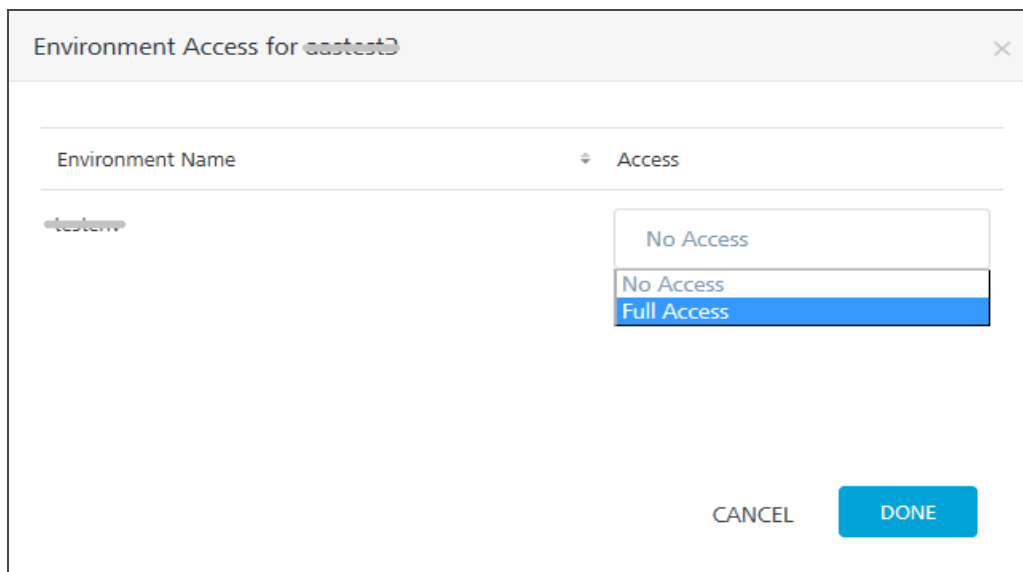 Environment Access for
Environment Name
Access
No Access
No Access
Full Access
CANCEL
DONE